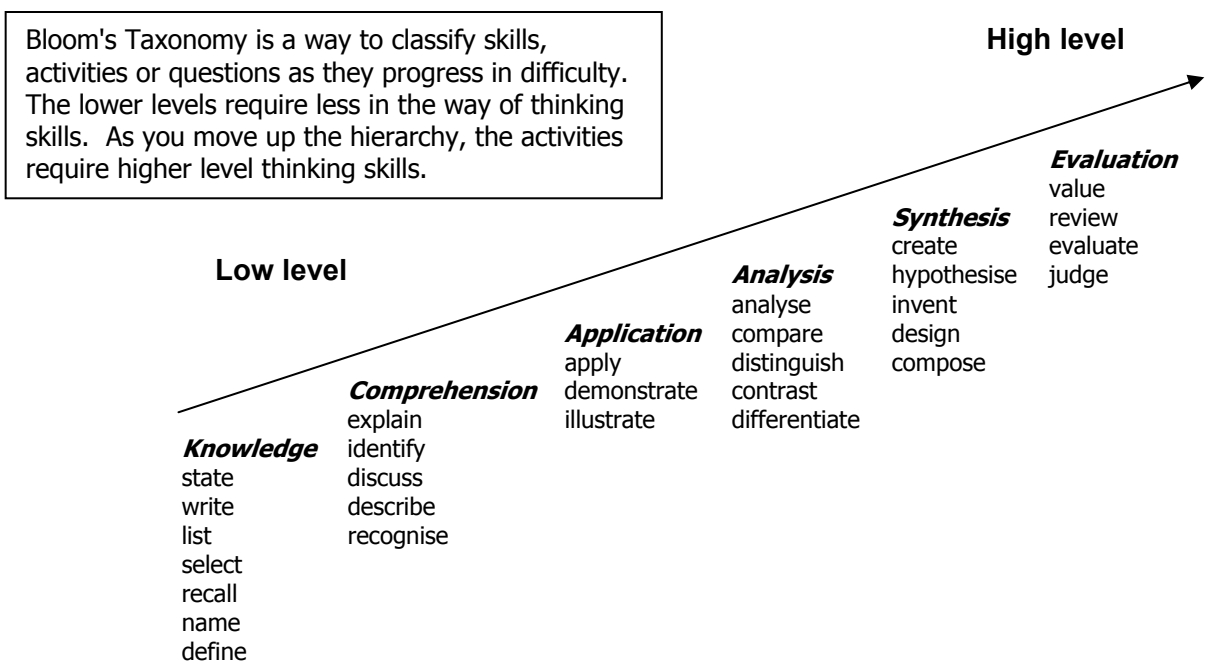 Bloom's Taxonomy is a way to classify skills,
activities or questions as they progress in difficulty.
The lower levels require less in the way of thinking
skills.  As you move up the hierarchy, the activities
require higher level thinking skills.
High level
Low level
Knowledge
state
write
list
select
recall
name
define
Comprehension
explain
identify
discuss
describe
recognise
Application
apply
demonstrate
illustrate
Analysis
analyse
compare
distinguish
contrast
differentiate
Synthesis
create
hypothesise
invent
design
compose
Evaluation
value
review
evaluate
judge